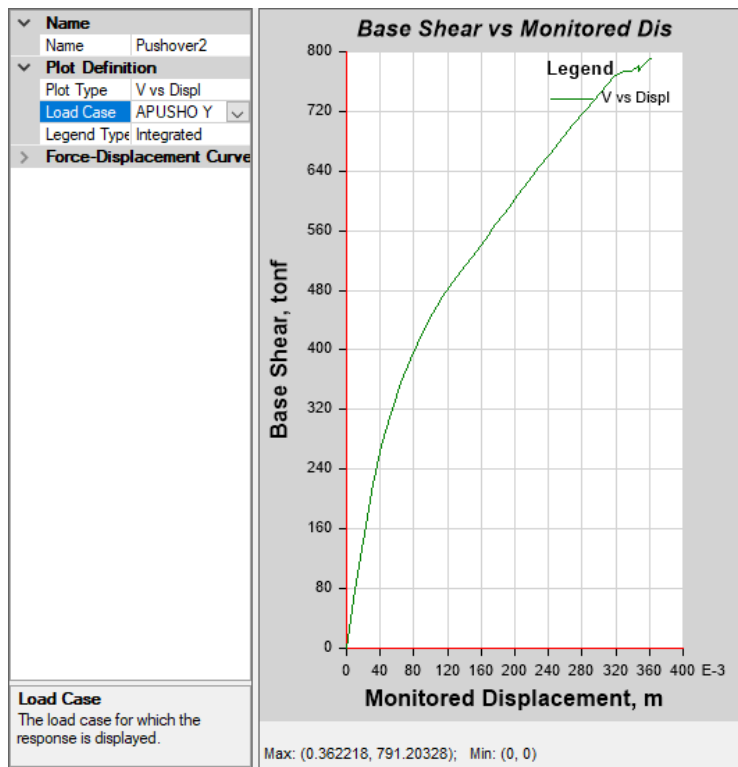 Name
Name Pushover2
Plot Definition
Plot Type V vs Displ
Load Case APUSHO Y
Legend Type Integrated
Force-Displacement Curve
Load Case
The load case for which the
response is displayed.
Base Shear vs Monitored Dis
Legend
V vs Displ
Base Shear, tonf
800
720
640
560
480
400
320
240
160
80
0
0 40 80 120 160 200 240 280 320 360 400 E-3
Monitored Displacement, m
Max: (0.362218, 791.20328); Min: (0, 0)